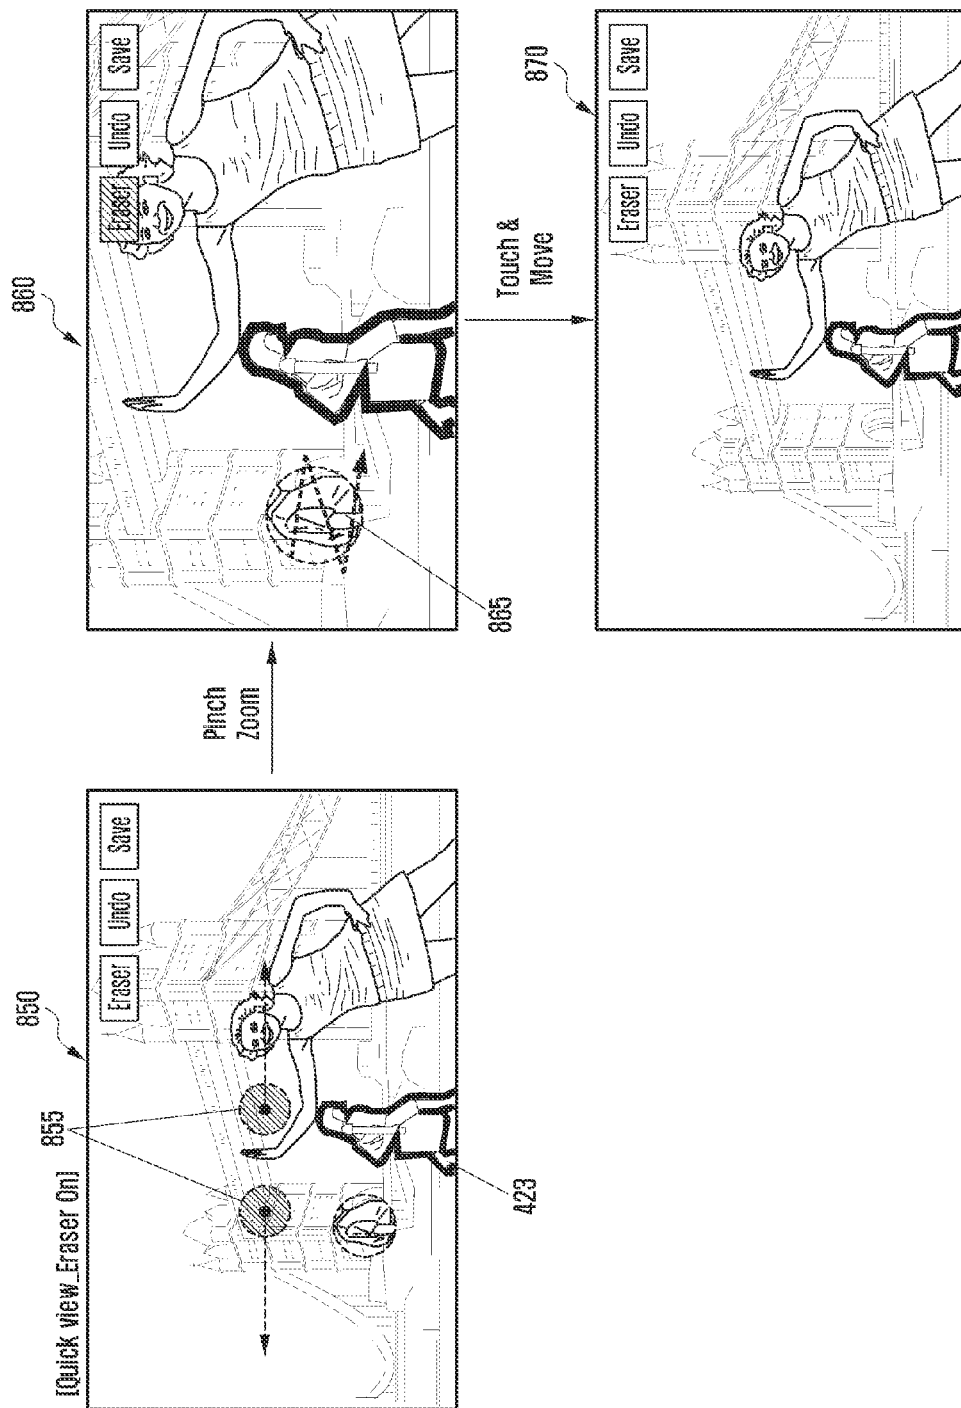 [Quick view_Eraser On]
850
855
Eraser
Undo
Save
423
Pinch
Zoom
860
Eraser
Undo
Save
865
Touch &
Move
870
Eraser
Undo
Save